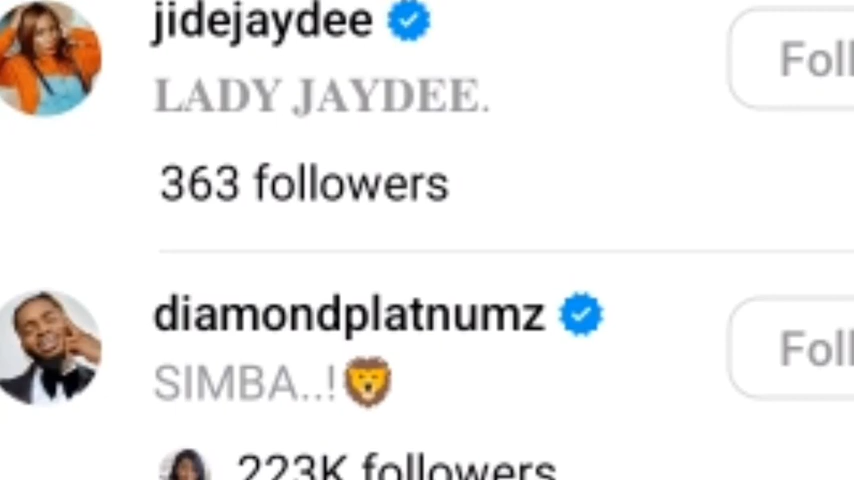 jidejaydee
Foll
LADY JAYDEE.
363 followers
diamondplatnumz
Foll
SIMBA..!🦁
223K followers